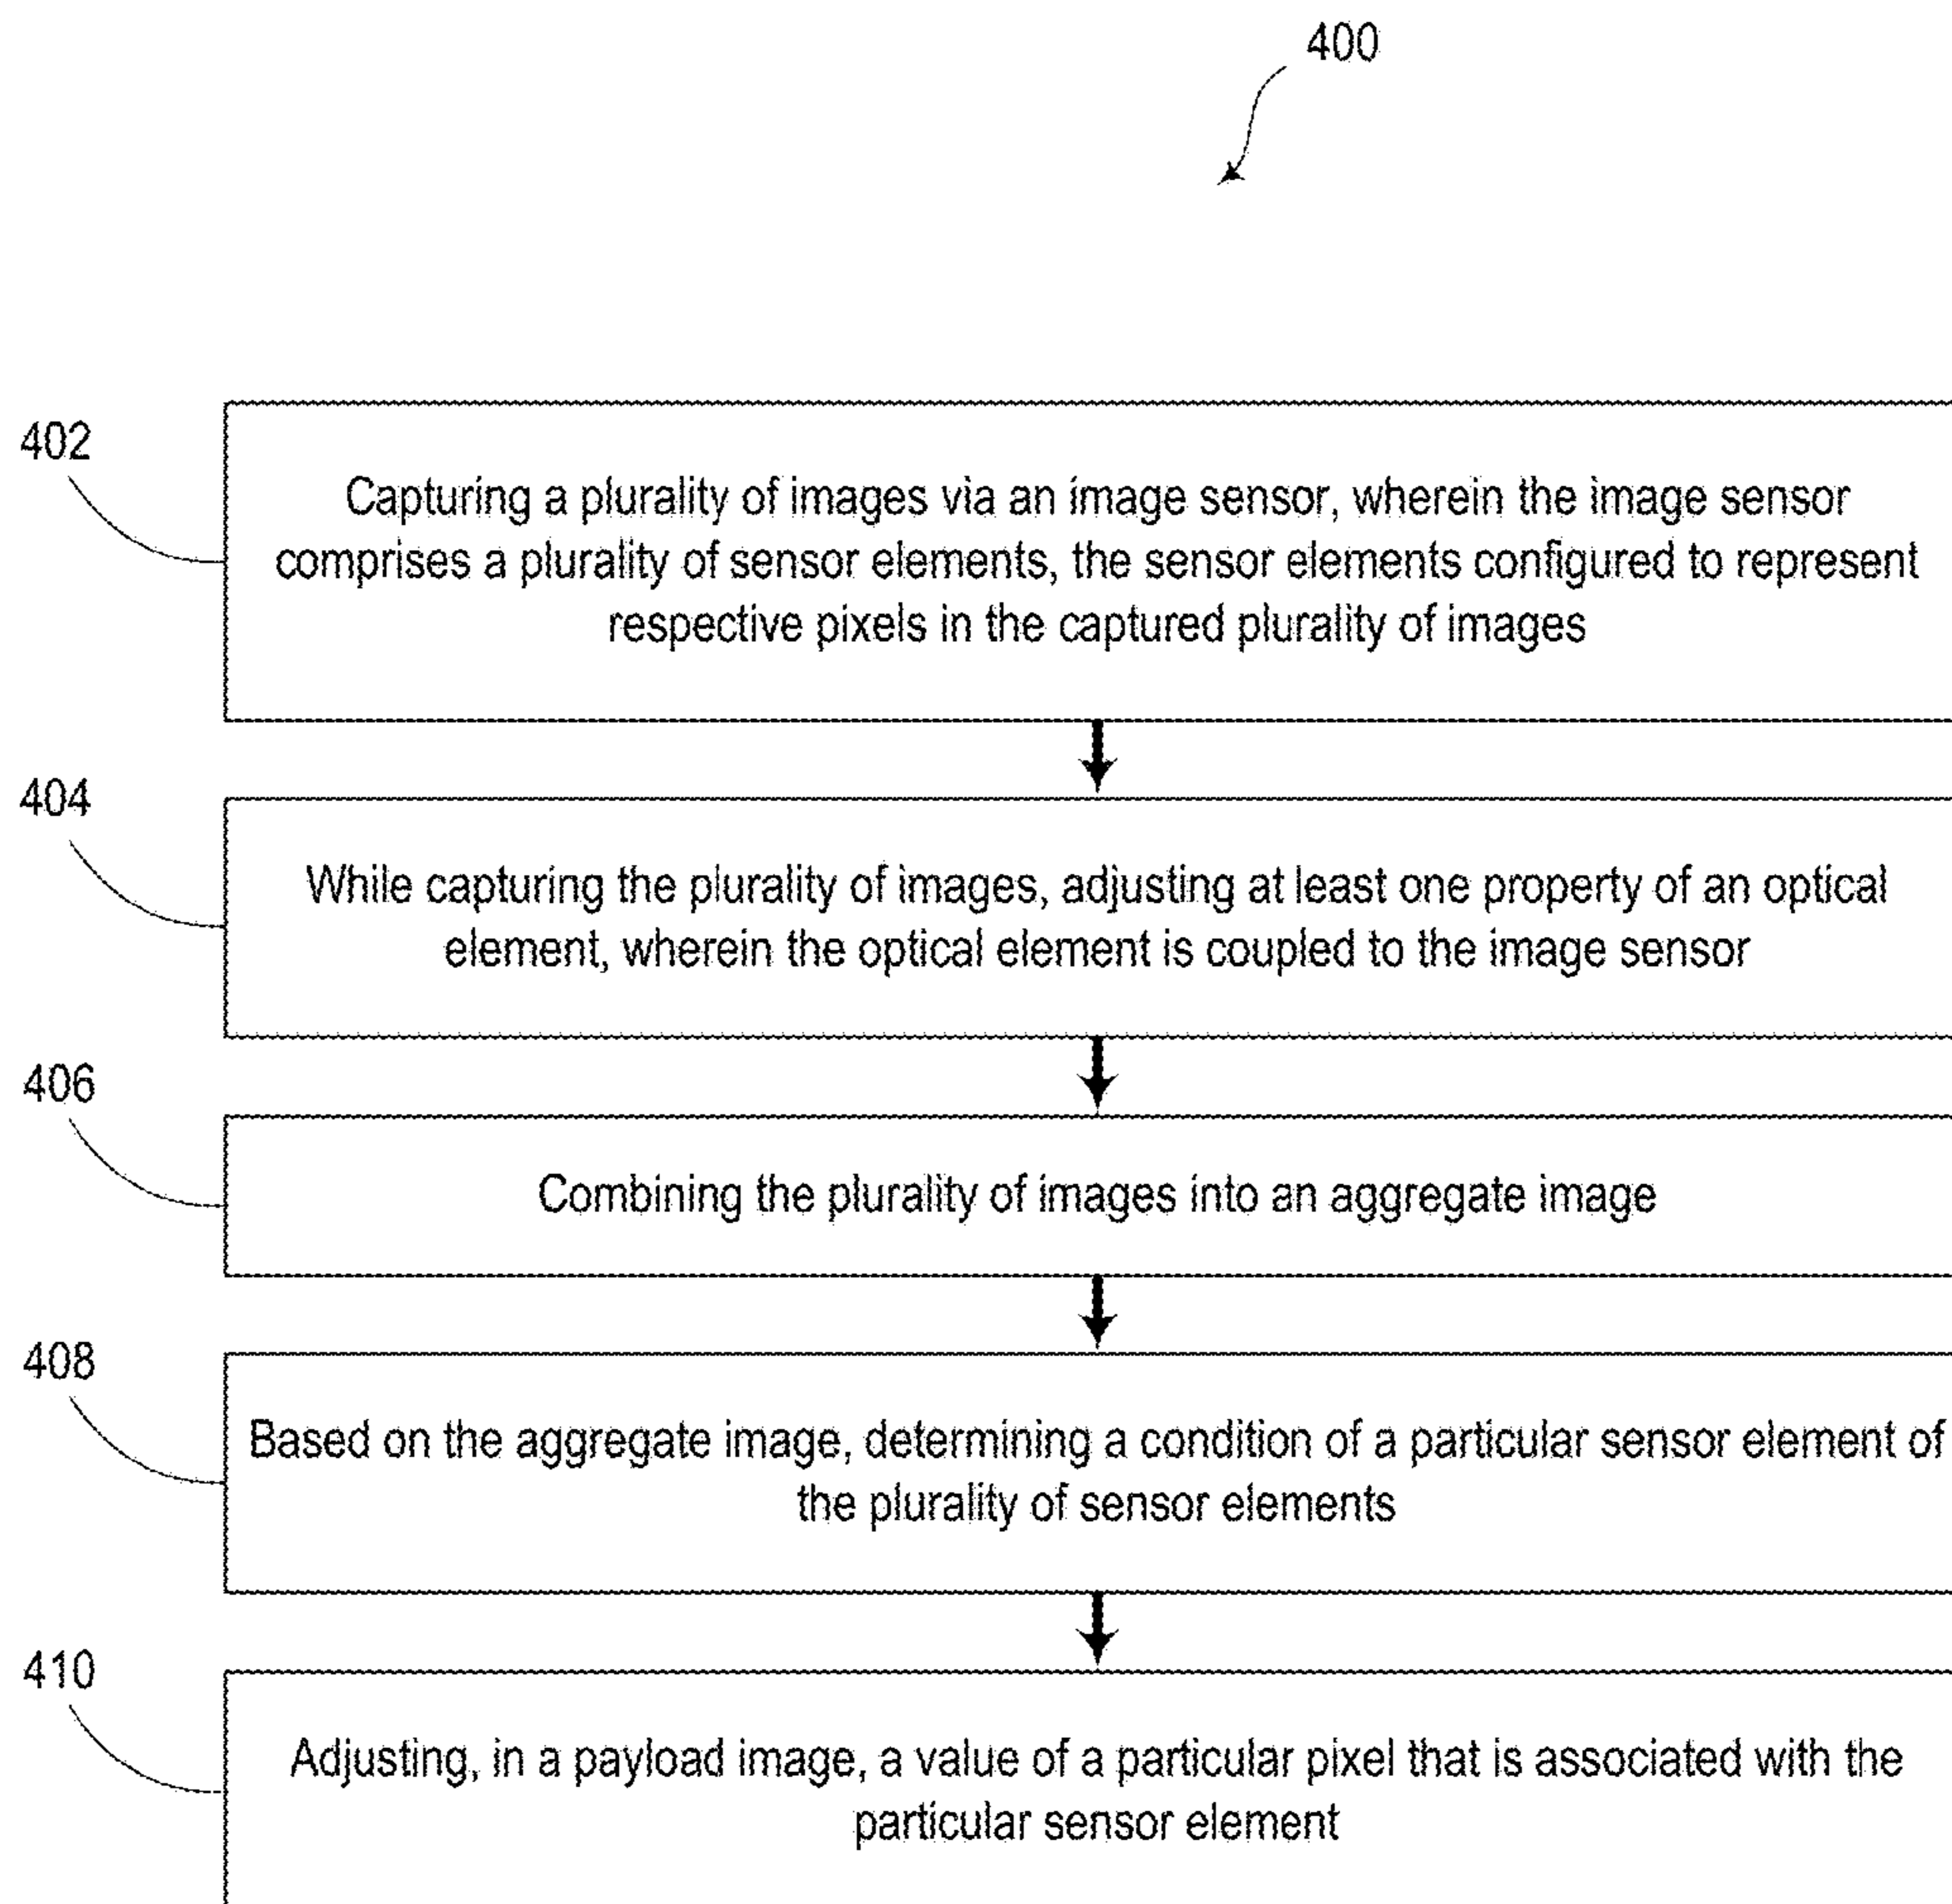 400
402
Capturing a plurality of images via an image sensor, wherein the image sensor
comprises a plurality of sensor elements, the sensor elements configured to represent
respective pixels in the captured plurality of images
404
While capturing the plurality of images, adjusting at least one property of an optical
element, wherein the optical element is coupled to the image sensor
406
Combining the plurality of images into an aggregate image
408
Based on the aggregate image, determining a condition of a particular sensor element of
the plurality of sensor elements
410
Adjusting, in a payload image, a value of a particular pixel that is associated with the
particular sensor element